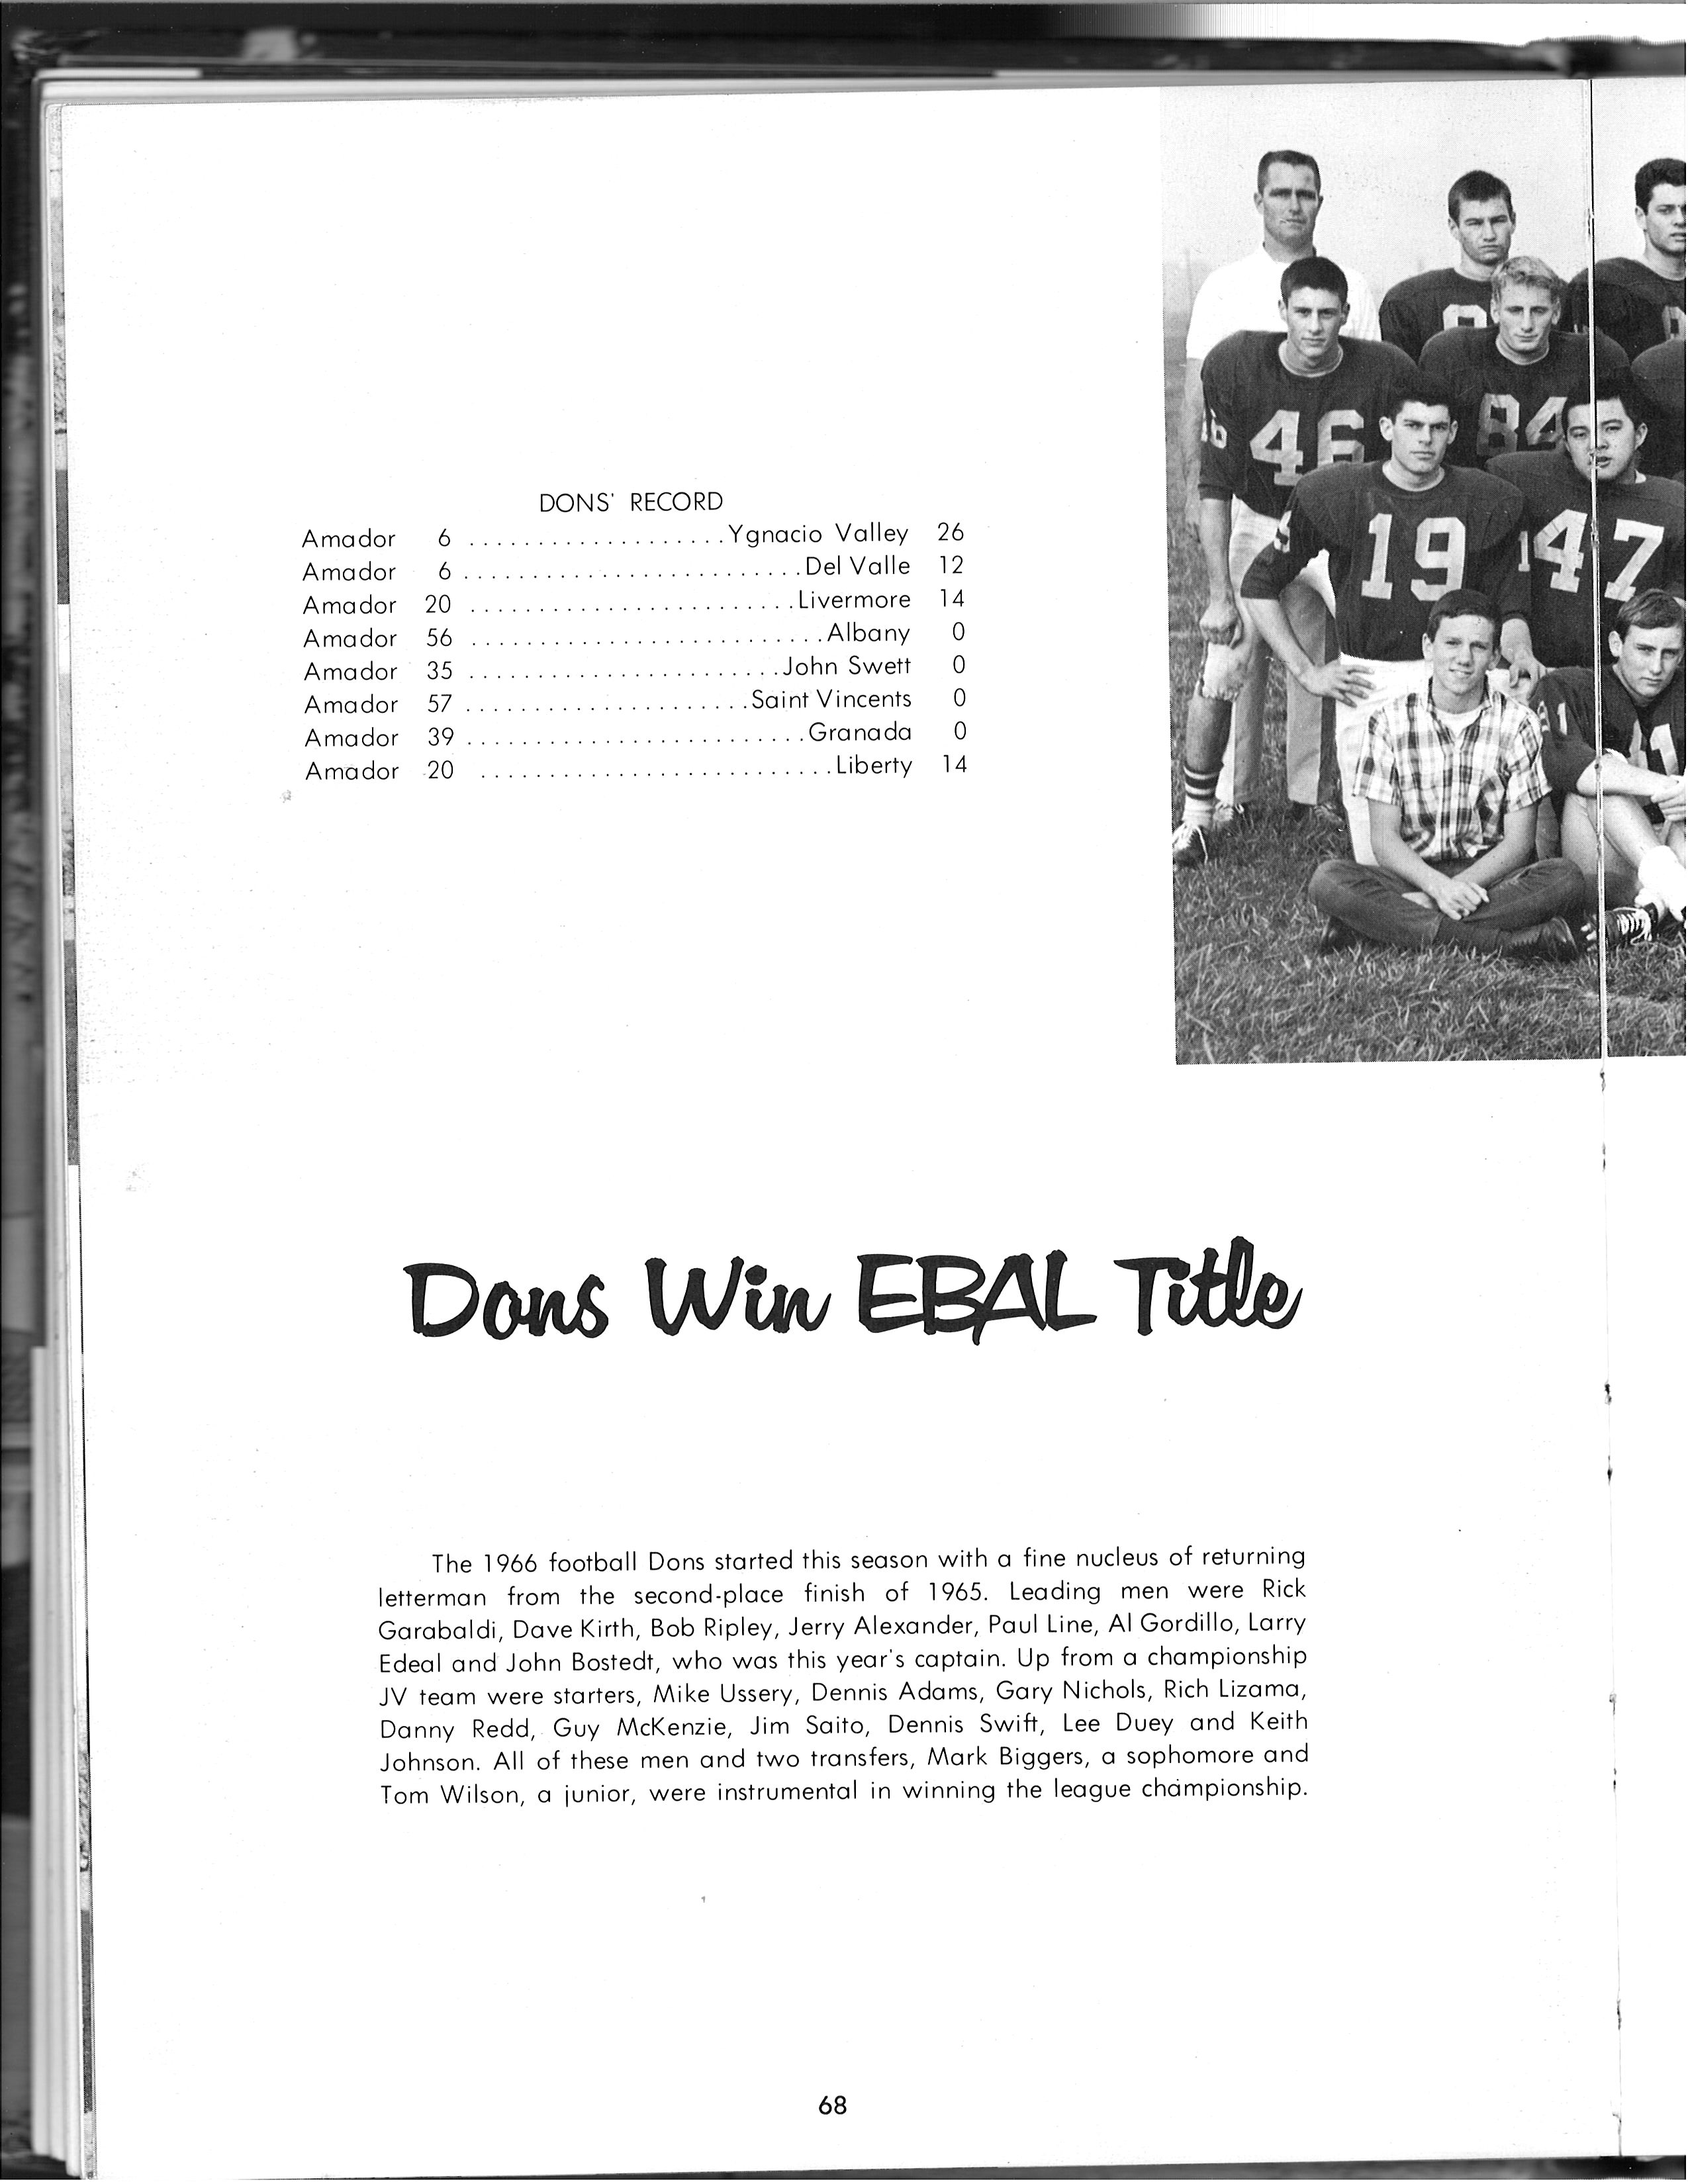 DONS' RECORD
Amador 6 ...................Ygnacio Valley 26
Amador 6 .........................Del Valle 12
Amador 20 ........................Livermore 14
Amador 56 ..........................Albany 0
Amador 35 .......................John Swett 0
Amador 57 .....................Saint Vincents 0
Amador 39 .........................Granada 0
Amador 20 ..........................Liberty 14
46
84
19
47
Dons Win EBAL Title
The 1966 football Dons started this season with a fine nucleus of returning
letterman from the second-place finish of 1965. Leading men were Rick
Garabaldi, Dave Kirth, Bob Ripley, Jerry Alexander, Paul Line, Al Gordillo, Larry
Edeal and John Bostedt, who was this year's captain. Up from a championship
JV team were starters, Mike Ussery, Dennis Adams, Gary Nichols, Rich Lizama,
Danny Redd, Guy McKenzie, Jim Saito, Dennis Swift, Lee Duey and Keith
Johnson. All of these men and two transfers, Mark Biggers, a sophomore and
Tom Wilson, a junior, were instrumental in winning the league championship.
68